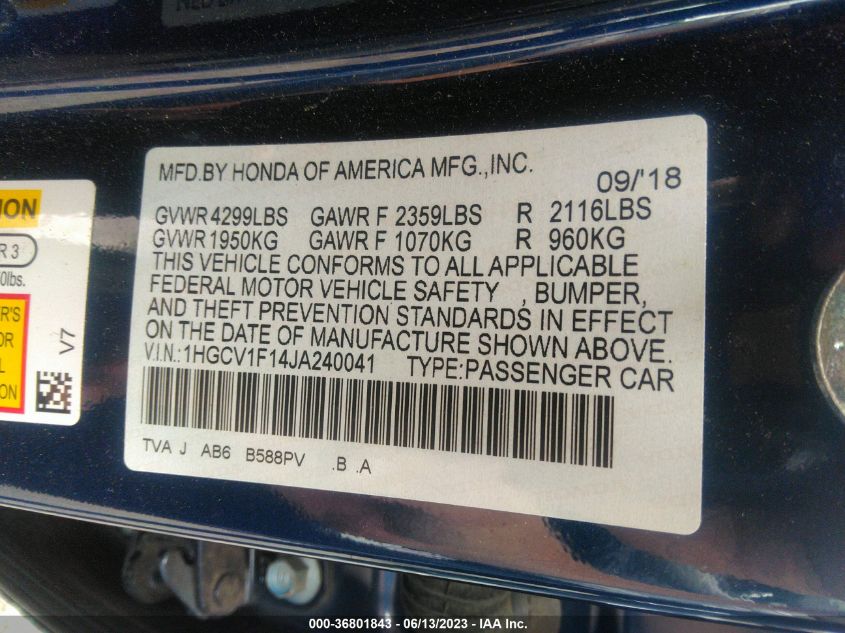 MFD.BY HONDA OF AMERICA MFG.,INC.
09/'18
GVWR 4299LBS GAWR F 2359LBS R 2116LBS
GVWR 1950KG GAWR F 1070KG R 960KG
THIS VEHICLE CONFORMS TO ALL APPLICABLE
FEDERAL MOTOR VEHICLE SAFETY , BUMPER,
AND THEFT PREVENTION STANDARDS IN EFFECT
ON THE DATE OF MANUFACTURE SHOWN ABOVE.
V.I.N.:1HGCV1F14JA240041 TYPE:PASSENGER CAR
TVA J AB6 B588PV .B .A
R 3
V7
000-36801843 - 06/13/2023 - IAA Inc.